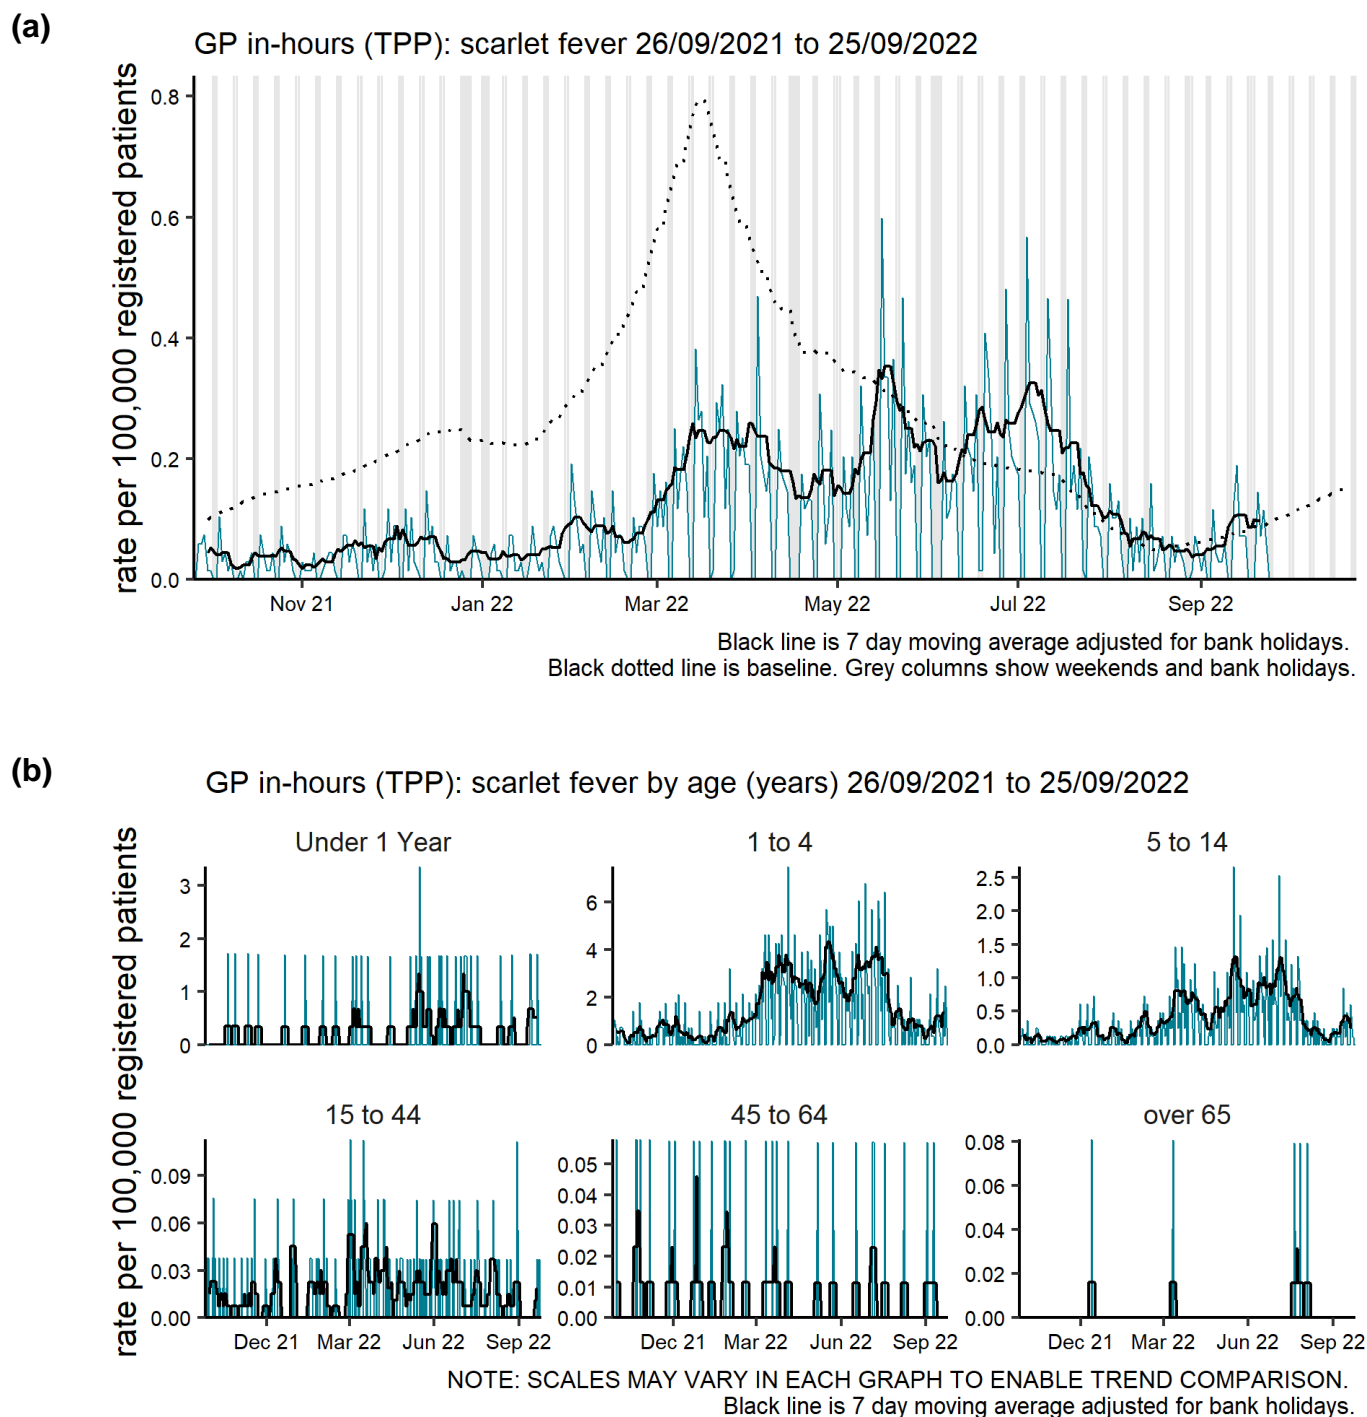 (a)
GP in-hours (TPP): scarlet fever 26/09/2021 to 25/09/2022
rate per 100,000 registered patients
0.8
0.6
0.4
0.2
0.0
Nov 21 Jan 22 Mar 22 May 22 Jul 22 Sep 22
Black line is 7 day moving average adjusted for bank holidays.
Black dotted line is baseline. Grey columns show weekends and bank holidays.
(b)
GP in-hours (TPP): scarlet fever by age (years) 26/09/2021 to 25/09/2022
rate per 100,000 registered patients
Under 1 Year
3
2
1
0
1 to 4
6
4
2
0
5 to 14
2.5
2.0
1.5
1.0
0.5
0.0
15 to 44
0.09
0.06
0.03
0.00
Dec 21 Mar 22 Jun 22 Sep 22
45 to 64
0.05
0.04
0.03
0.02
0.01
0.00
Dec 21 Mar 22 Jun 22 Sep 22
over 65
0.08
0.06
0.04
0.02
0.00
Dec 21 Mar 22 Jun 22 Sep 22
NOTE: SCALES MAY VARY IN EACH GRAPH TO ENABLE TREND COMPARISON.
Black line is 7 day moving average adjusted for bank holidays.